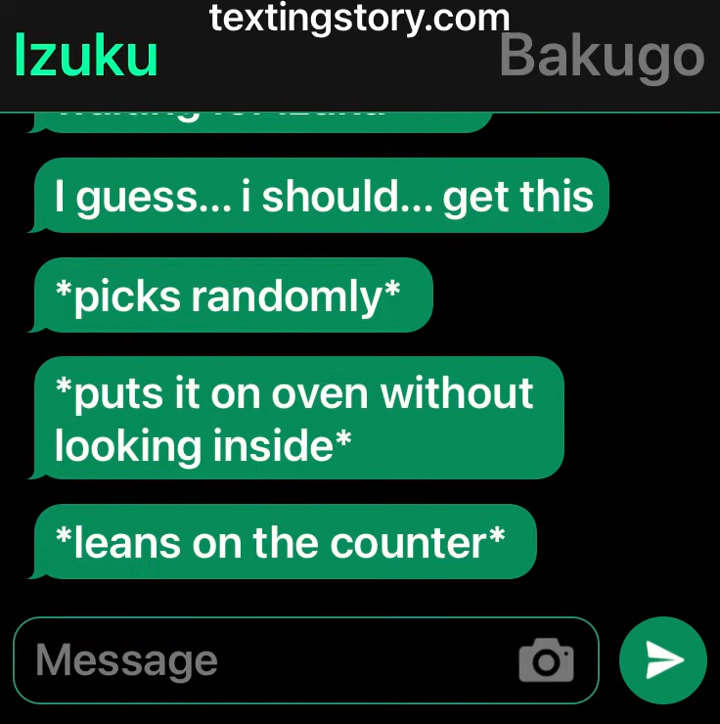 textingstory.com
Izuku
Bakugo
I guess... i should... get this
*picks randomly*
*puts it on oven without
looking inside*
*leans on the counter*
Message